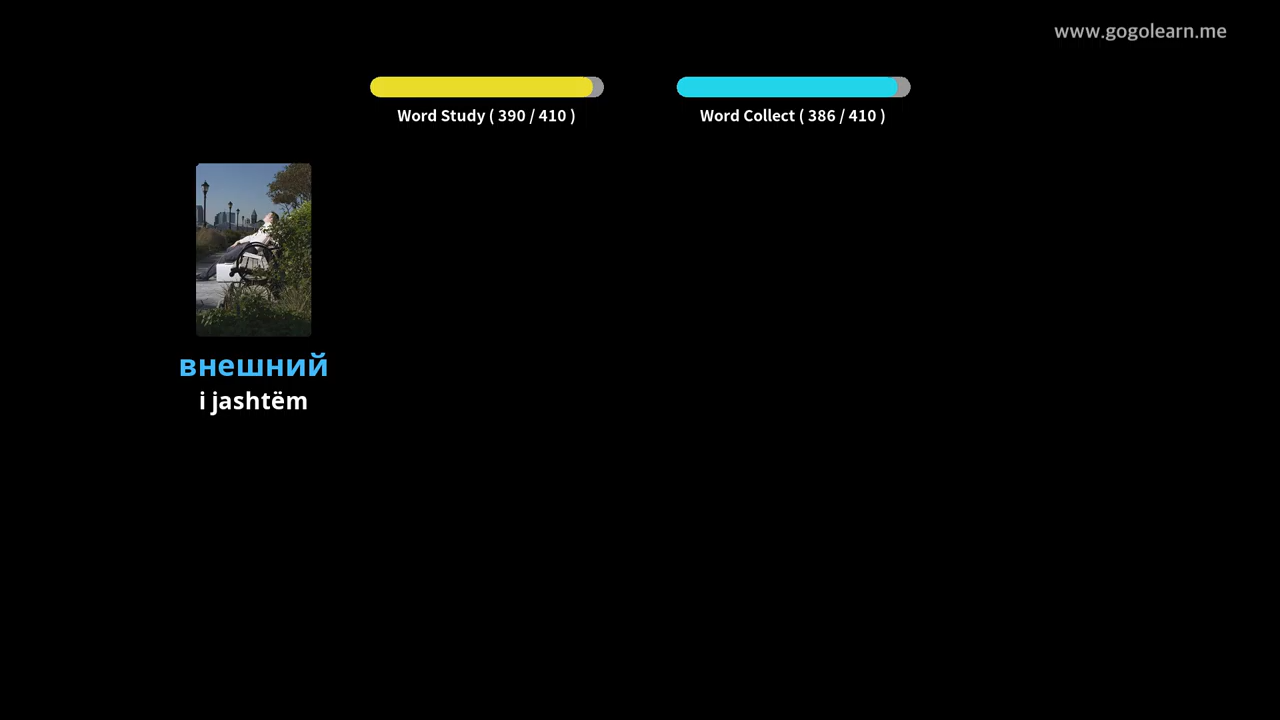 www.gogolearn.me
Word Study ( 390 / 410 )
Word Collect ( 386 / 410 )
внешний
i jashtëm